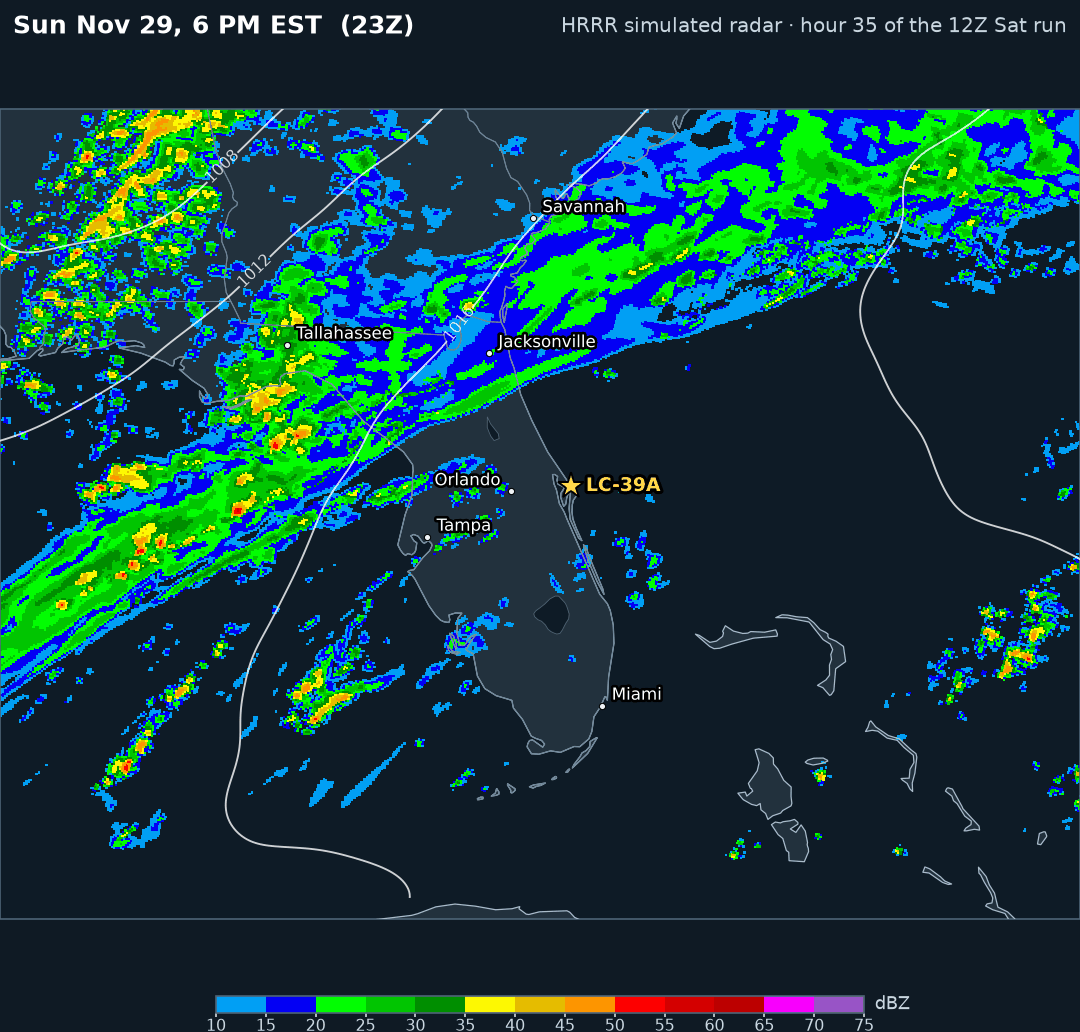 Sun Nov 29, 6 PM EST (23Z)
HRRR simulated radar · hour 35 of the 12Z Sat run
1008
Savannah
1012
1016
Tallahassee
Jacksonville
Orlando
LC-39A
Tampa
Miami
dBZ
10 15 20 25 30 35 40 45 50 55 60 65 70 75